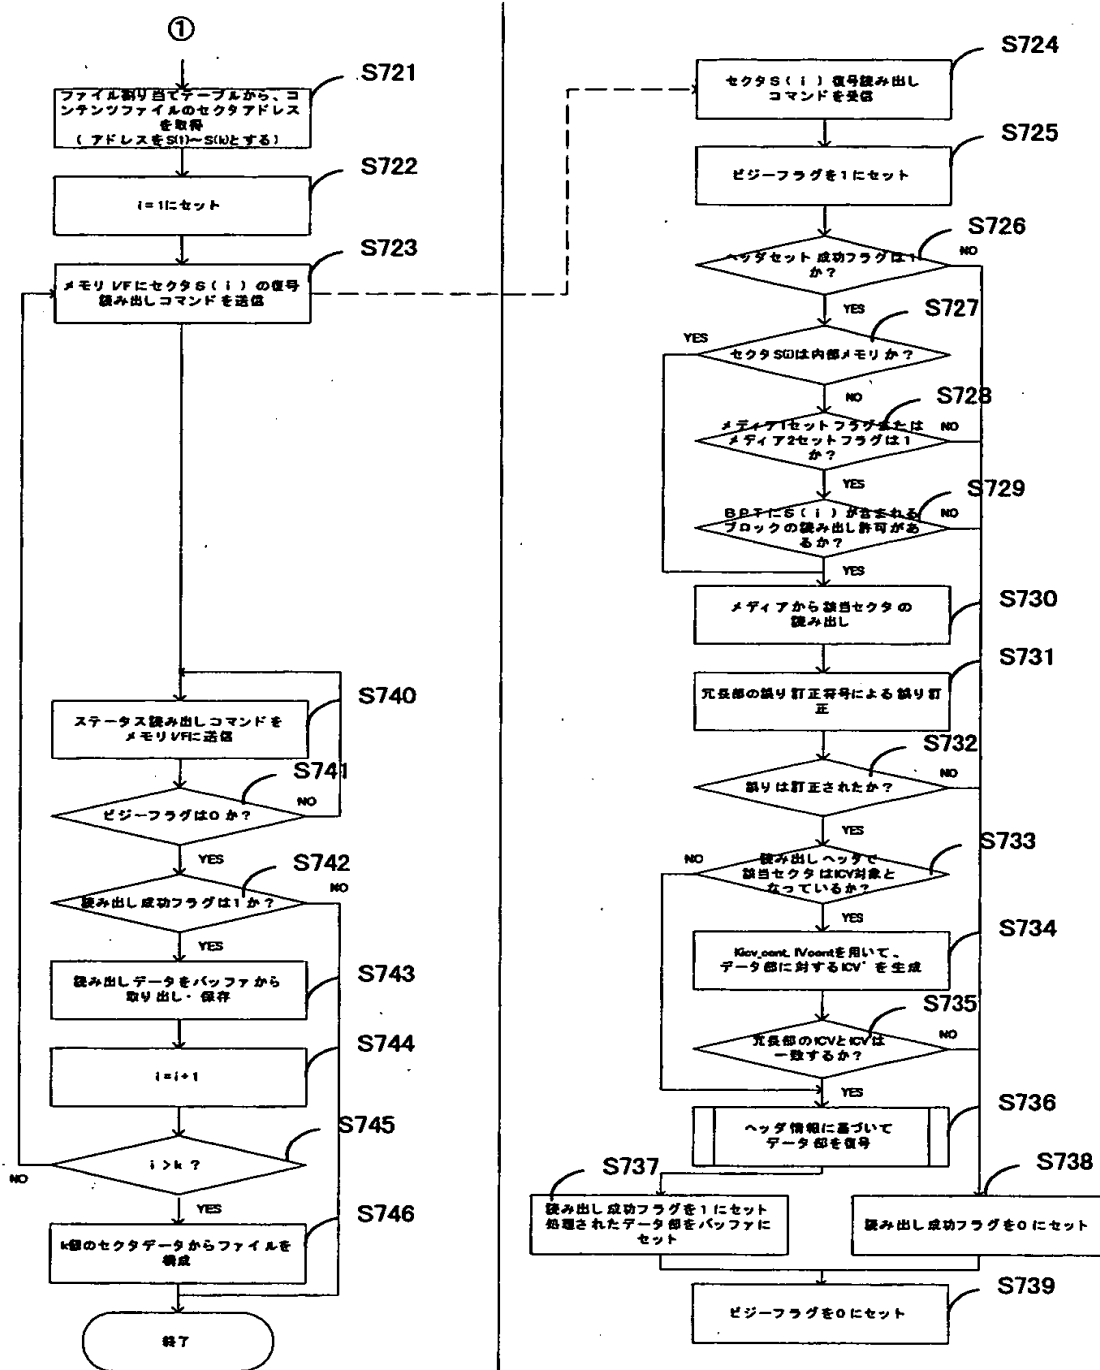 ①
S721
ファイル割り当てテーブルから、コ
ンテンツファイルのセクタアドレス
を取得
(アドレスをS(1)~S(k)とする)
S722
i=1にセット
S723
メモリI/FにセクタS(i)の復号
読み出しコマンドを送信
S740
ステータス読み出しコマンドを
メモリI/Fに送信
S741
ビジーフラグは0か?
NO
YES
S742
読み出し成功フラグは1か?
NO
YES
S743
読み出しデータをバッファから
取り出し・保存
S744
i=i+1
S745
i>k?
NO
YES
S746
k個のセクタデータからファイルを
構成
終了
S724
セクタS(i)復号読み出し
コマンドを受信
S725
ビジーフラグを1にセット
S726
ヘッダセット成功フラグは1
か?
NO
YES
S727
セクタS(i)は内部メモリか?
YES
NO
S728
メディア1セットフラグまたは
メディア2セットフラグは1
か?
NO
YES
S729
BPTにS(i)が含まれる
ブロックの読み出し許可があ
るか?
NO
YES
S730
メディアから該当セクタの
読み出し
S731
冗長部の誤り訂正符号による誤り訂
正
S732
誤りは訂正されたか?
NO
YES
S733
読み出しヘッダで
該当セクタはICV対象と
なっているか?
NO
YES
S734
Kicv_cont, IVcontを用いて、
データ部に対するICV'を生成
S735
冗長部のICVとICV'は
一致するか?
NO
YES
S736
ヘッダ情報に基づいて
データ部を復号
S737
読み出し成功フラグを1にセット
処理されたデータ部をバッファに
セット
S738
読み出し成功フラグを0にセット
S739
ビジーフラグを0にセット